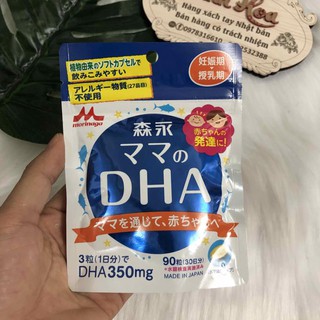 Hàng xách tay Nhật bản
Bán hàng có trách nhiệm
植物由来のソフトカプセルで
飲みこみやすい
アレルギー物質(27品目)
不使用
妊娠期
授乳期
morinaga
森永
ママの
DHA
赤ちゃんの
発達に!
ママを通じて、赤ちゃんへ
3粒(1日分)で
DHA350mg
90粒(30日分)
MADE IN JAPAN